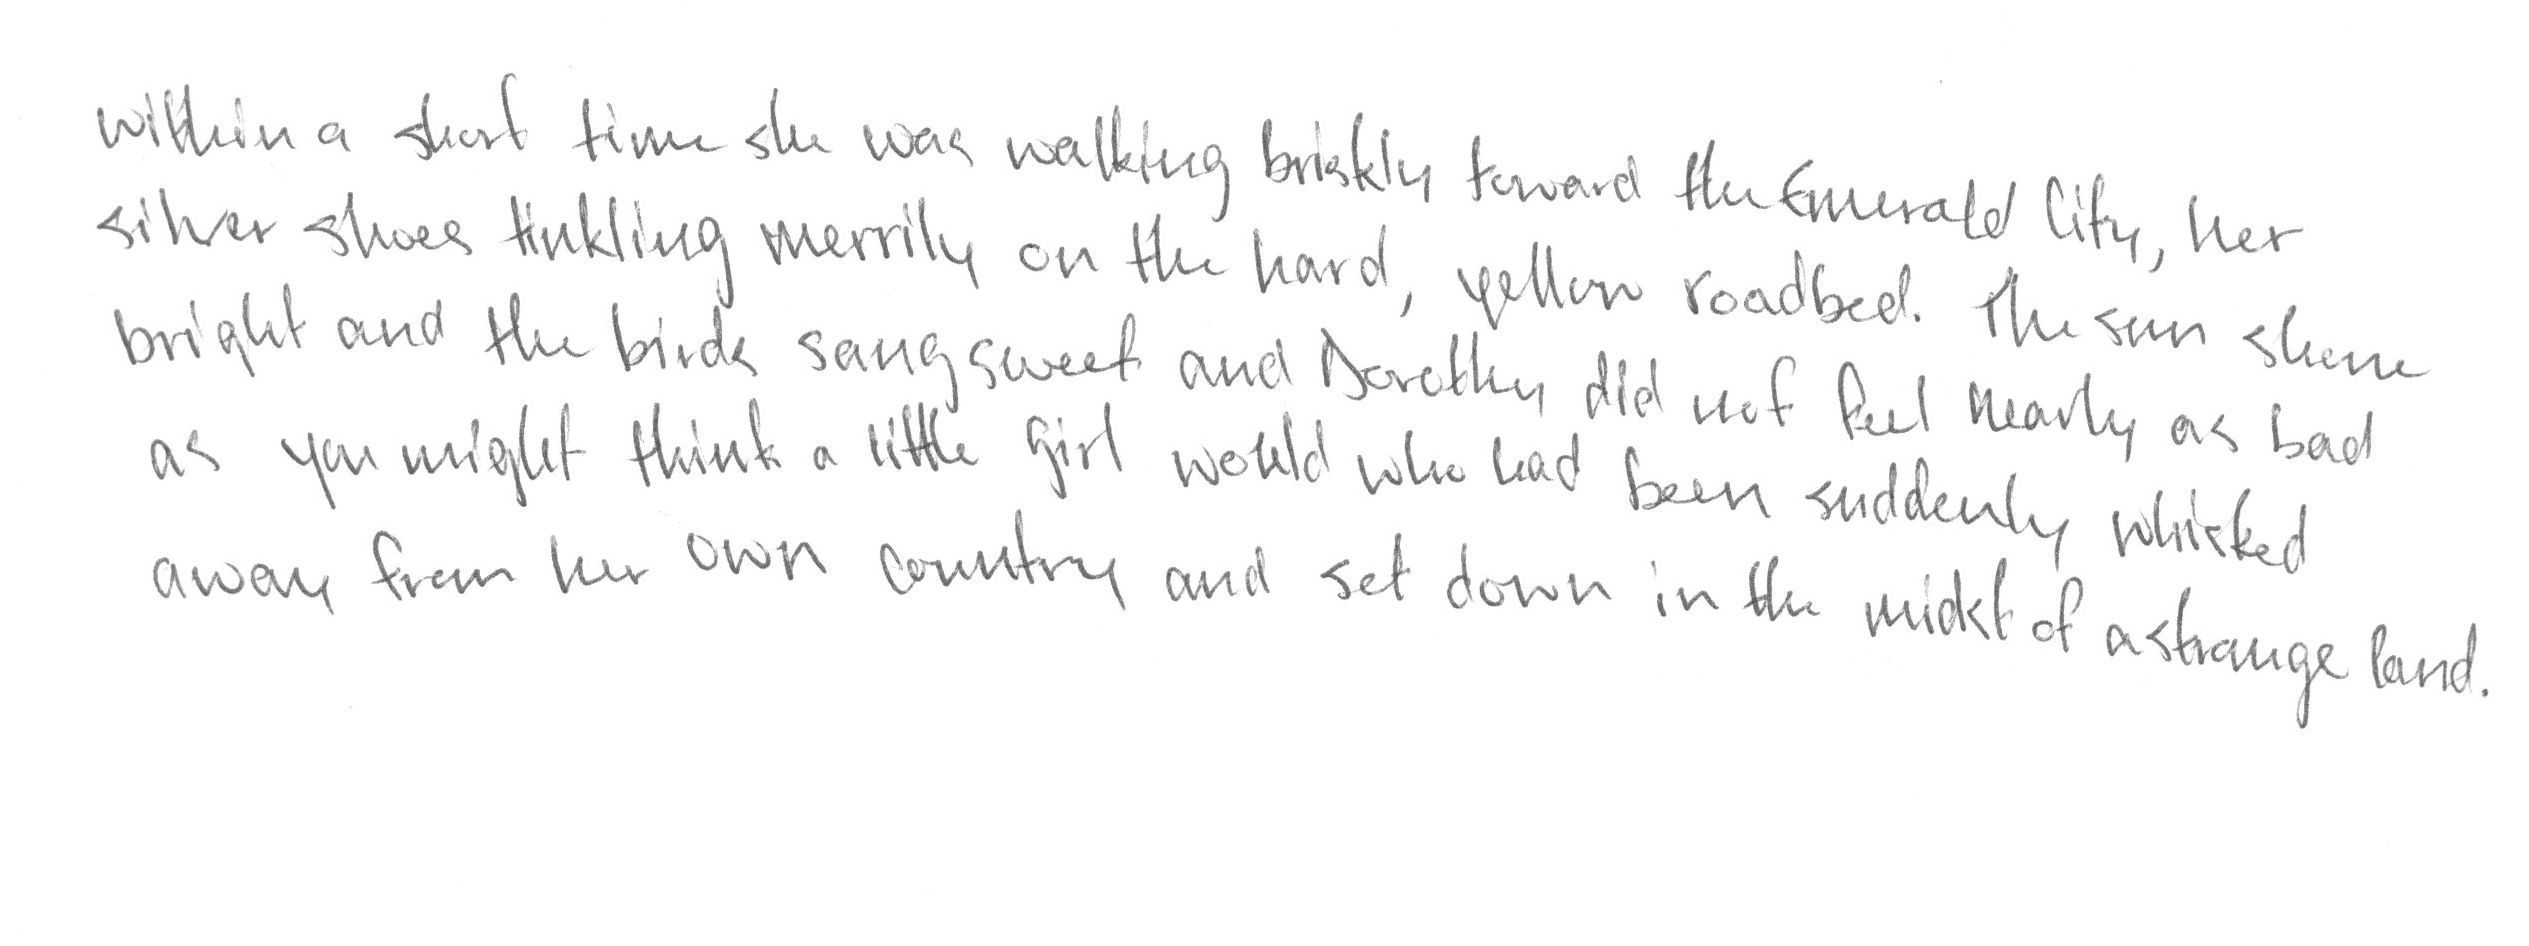 within a short time she was walking briskly toward the Emerald City, her
silver shoes tinkling merrily on the hard, yellow roadbed. The sun shone
bright and the birds sang sweet and Dorothy did not feel nearly as bad
as you might think a little girl would who had been suddenly whisked
away from her own country and set down in the midst of a strange land.